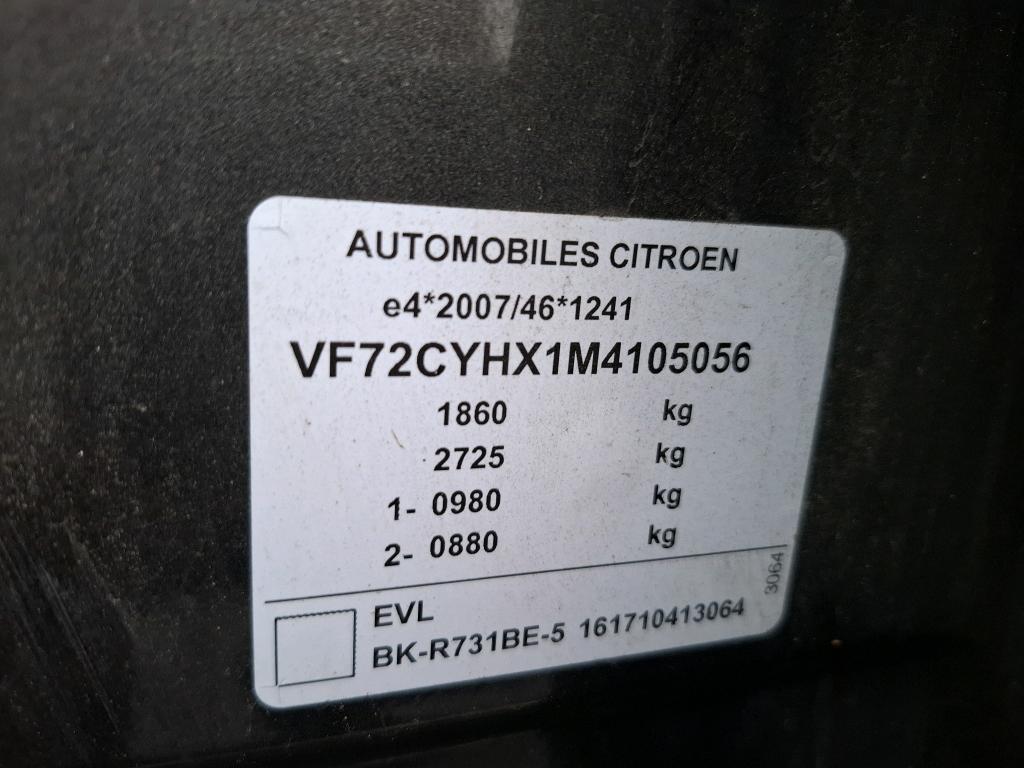 AUTOMOBILES CITROEN
e4*2007/46*1241
VF72CYHX1M4105056
1860 kg
2725 kg
1- 0980 kg
2- 0880 kg
3064
EVL
BK-R731BE-5 161710413064